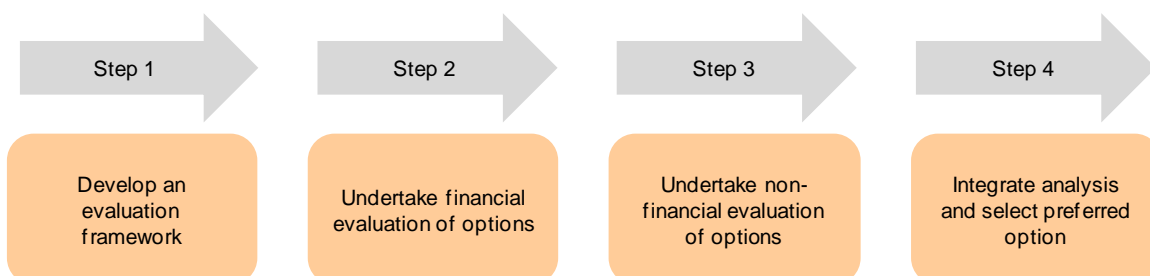 Step 1
Step 2
Step 3
Step 4
Develop an
evaluation
framework
Undertake financial
evaluation of options
Undertake non-
financial evaluation
of options
Integrate analysis
and select preferred
option